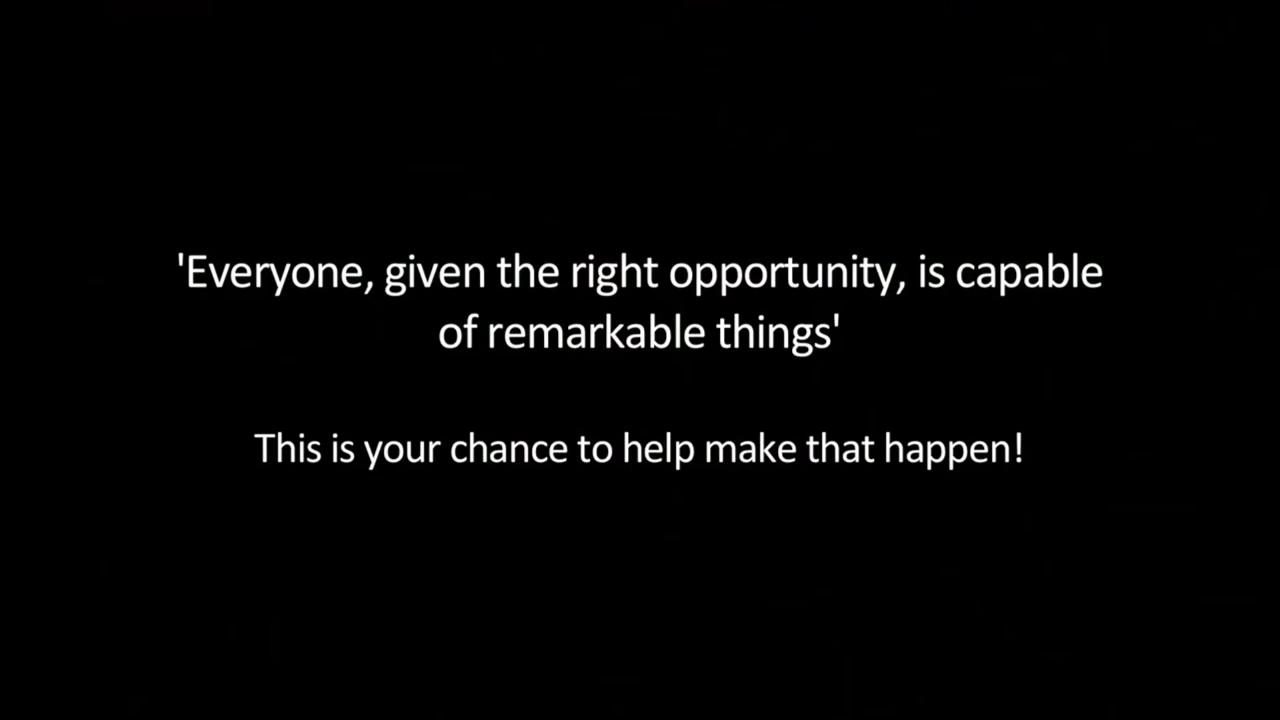 'Everyone, given the right opportunity, is capable
of remarkable things'
This is your chance to help make that happen!